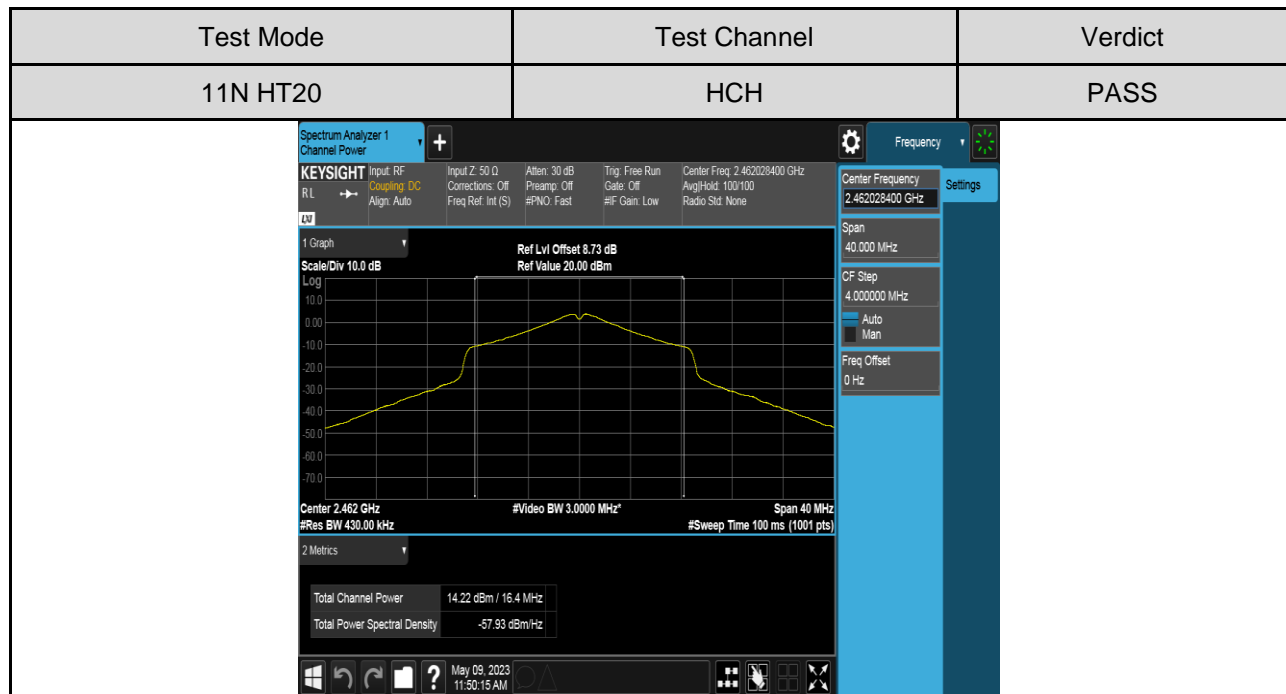 Test Mode Test Channel Verdict
11N HT20 HCH PASS
Spectrum Analyzer 1
Channel Power
Frequency
KEYSIGHT Input: RF Input Z: 50 Ω Atten: 30 dB Trig: Free Run Center Freq: 2.462028400 GHz
R L Coupling: DC Corrections: Off Preamp: Off Gate: Off Avg|Hold: 100/100
Align: Auto Freq Ref: Int (S) #PNO: Fast #IF Gain: Low Radio Std: None
LXI
Center Frequency
2.462028400 GHz
Settings
Span
40.000 MHz
CF Step
4.000000 MHz
Auto
Man
Freq Offset
0 Hz
1 Graph Ref Lvl Offset 8.73 dB
Scale/Div 10.0 dB Ref Value 20.00 dBm
Log
10.0
0.00
-10.0
-20.0
-30.0
-40.0
-50.0
-60.0
-70.0
Center 2.462 GHz #Video BW 3.0000 MHz* Span 40 MHz
#Res BW 430.00 kHz #Sweep Time 100 ms (1001 pts)
2 Metrics
Total Channel Power 14.22 dBm / 16.4 MHz
Total Power Spectral Density -57.93 dBm/Hz
? May 09, 2023
11:50:15 AM